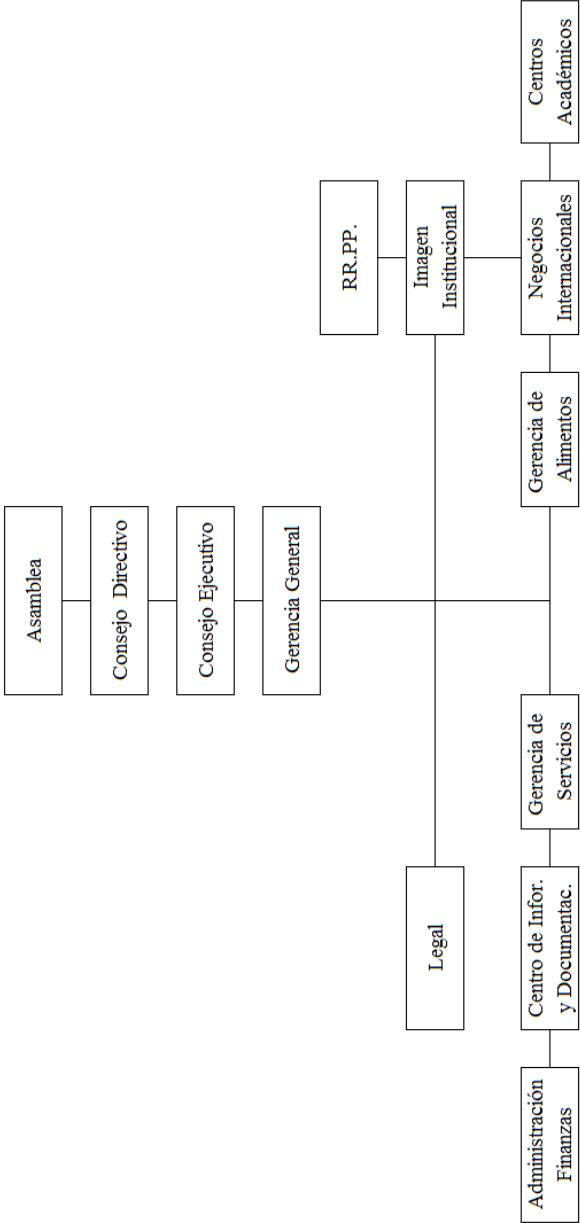 Asamblea
Consejo Directivo
Consejo Ejecutivo
Gerencia General
RR.PP.
Legal
Imagen
Institucional
Administración
Finanzas
Centro de Infor.
y Documentac.
Gerencia de
Servicios
Gerencia de
Alimentos
Negocios
Internacionales
Centros
Académicos